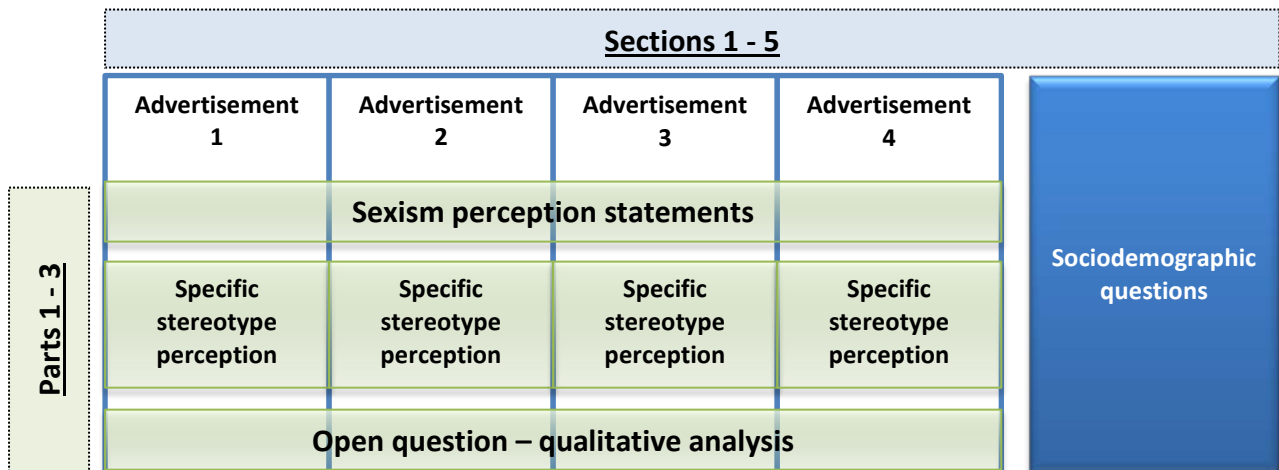 Sections 1 - 5
Advertisement
1
Advertisement
2
Advertisement
3
Advertisement
4
Parts 1 - 3
Sexism perception statements
Specific
stereotype
perception
Specific
stereotype
perception
Specific
stereotype
perception
Specific
stereotype
perception
Open question – qualitative analysis
Sociodemographic
questions